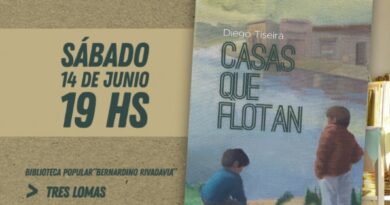 SÁBADO
14 DE JUNIO
19 HS
BIBLIOTECA POPULAR "BERNARDINO RIVADAVIA"
> TRES LOMAS
Diego Tiseira
CASAS
QUE
FLOTAN